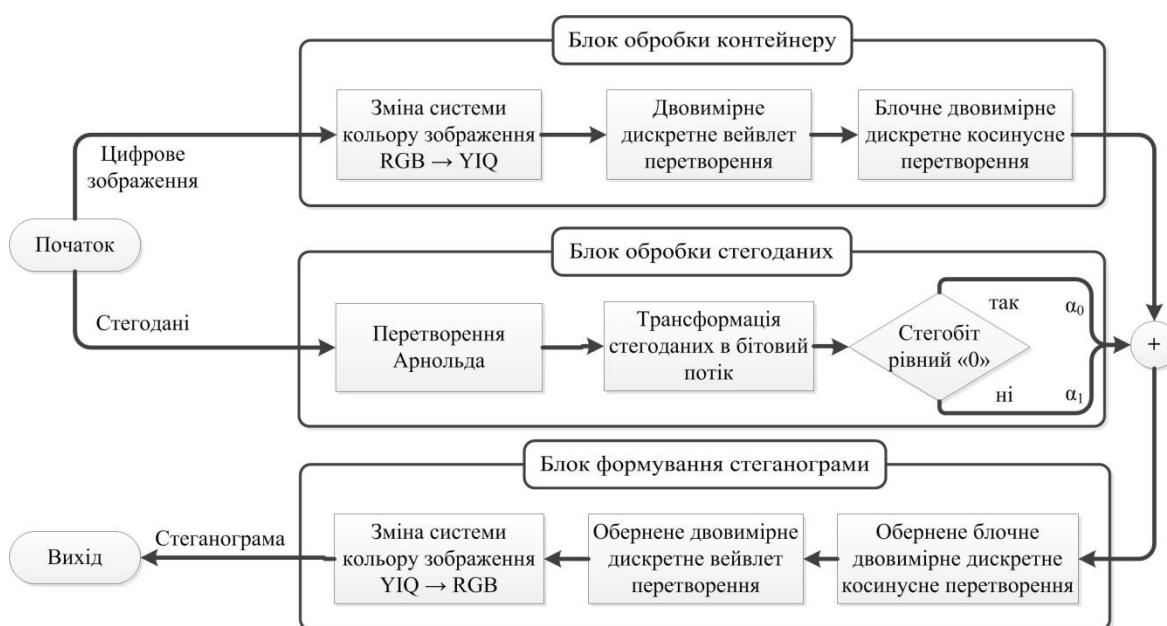 Блок обробки контейнеру
Зміна системи
кольору зображення
RGB → YIQ
Двовимірне
дискретне вейвлет
перетворення
Блочне двовимірне
дискретне косинусне
перетворення
Цифрове
зображення
Початок
Стегодані
Блок обробки стегоданих
Перетворення
Арнольда
Трансформація
стегоданих в бітовий
потік
Стегобіт
рівний «0»
так
α₀
ні
α₁
+
Блок формування стеганограми
Обернене блочне
двовимірне дискретне
косинусне перетворення
Обернене двовимірне
дискретне вейвлет
перетворення
Зміна системи
кольору зображення
YIQ → RGB
Стеганограма
Вихід